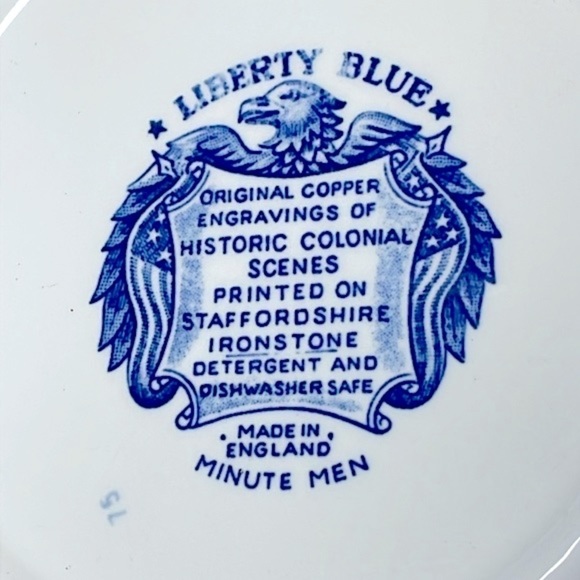 ★ LIBERTY BLUE ★
ORIGINAL COPPER
ENGRAVINGS OF
HISTORIC COLONIAL
SCENES
PRINTED ON
STAFFORDSHIRE
IRONSTONE
DETERGENT AND
DISHWASHER SAFE
• MADE IN •
ENGLAND
MINUTE MEN
15